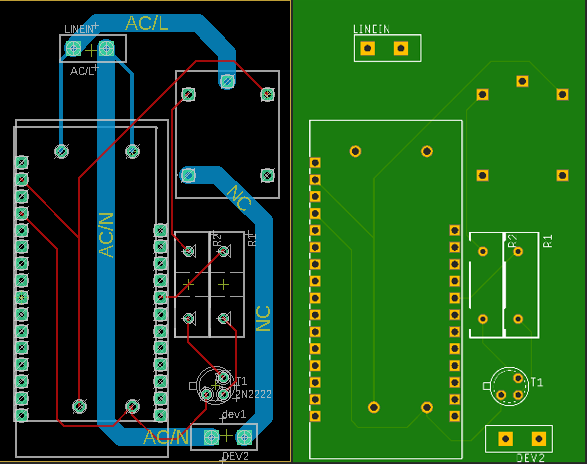 LINEIN
AC/L
AC/L
NC
AC/N
R2
R1
NC
T1
2N2222
dev1
AC/N
DEV2
LINEIN
R2
R1
T1
DEV2